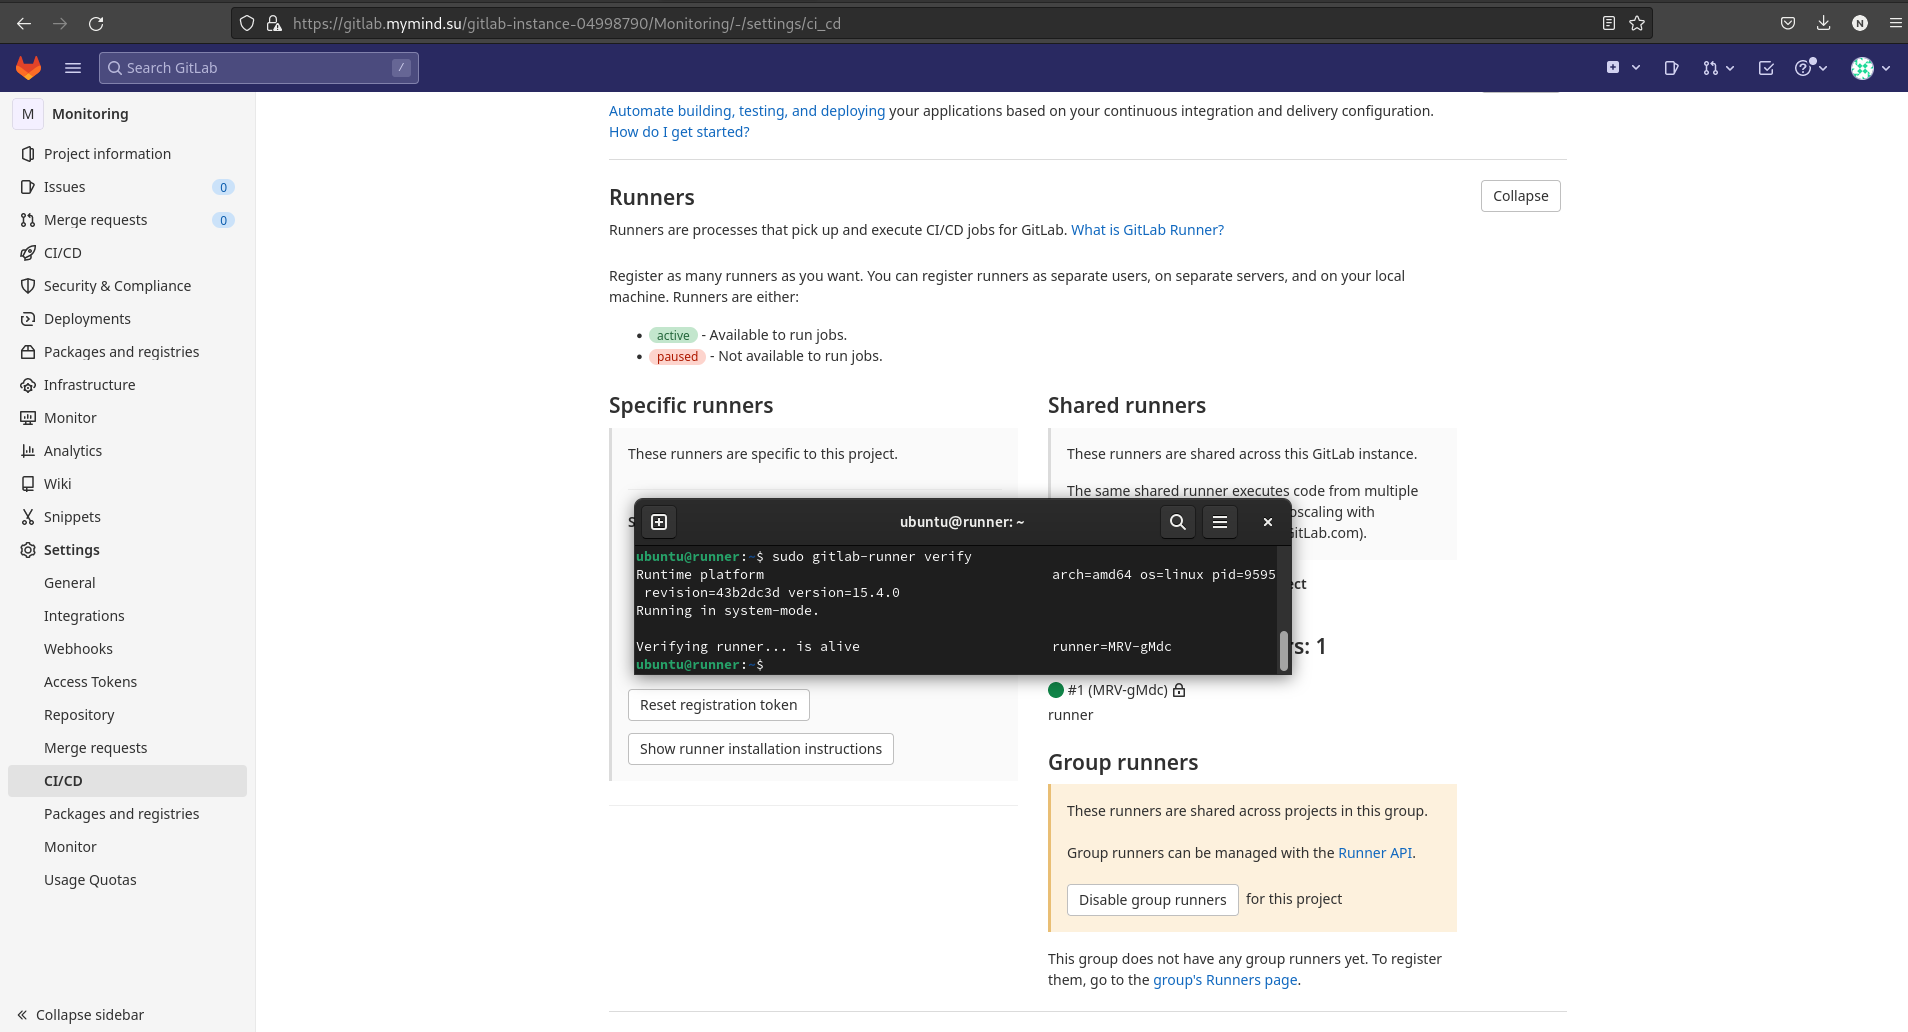 https://gitlab.mymind.su/gitlab-instance-04998790/Monitoring/-/settings/ci_cd
N
Search GitLab
/
M Monitoring
Project information
Issues 0
Merge requests 0
CI/CD
Security & Compliance
Deployments
Packages and registries
Infrastructure
Monitor
Analytics
Wiki
Snippets
Settings
General
Integrations
Webhooks
Access Tokens
Repository
Merge requests
CI/CD
Packages and registries
Monitor
Usage Quotas
Collapse sidebar
Automate building, testing, and deploying your applications based on your continuous integration and delivery configuration.
How do I get started?
Runners
Collapse
Runners are processes that pick up and execute CI/CD jobs for GitLab. What is GitLab Runner?
Register as many runners as you want. You can register runners as separate users, on separate servers, and on your local
machine. Runners are either:
active - Available to run jobs.
paused - Not available to run jobs.
Specific runners
These runners are specific to this project.
ubuntu@runner: ~
ubuntu@runner:~$ sudo gitlab-runner verify
Runtime platform arch=amd64 os=linux pid=9595
revision=43b2dc3d version=15.4.0
Running in system-mode.
Verifying runner... is alive runner=MRV-gMdc
ubuntu@runner:~$
Reset registration token
Show runner installation instructions
Shared runners
These runners are shared across this GitLab instance.
The same shared runner executes code from multiple
scaling with
GitLab.com).
ect
rs: 1
#1 (MRV-gMdc)
runner
Group runners
These runners are shared across projects in this group.
Group runners can be managed with the Runner API.
Disable group runners for this project
This group does not have any group runners yet. To register
them, go to the group's Runners page.